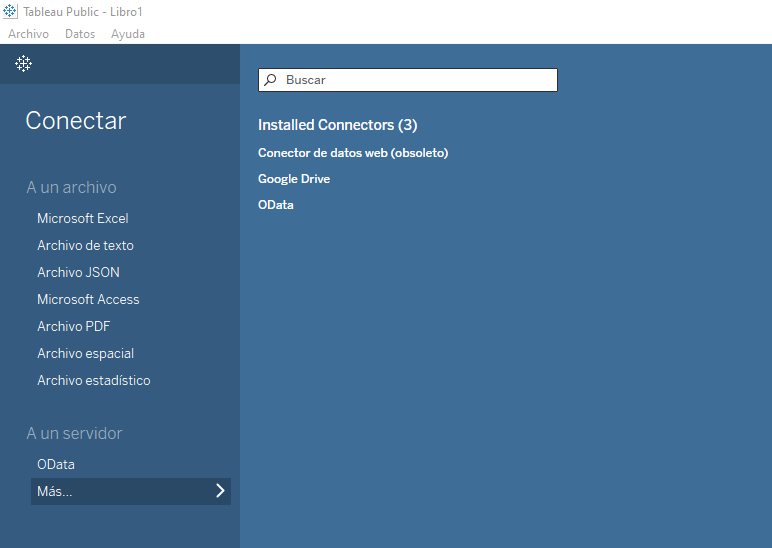 Tableau Public - Libro1
Archivo Datos Ayuda
Conectar
A un archivo
Microsoft Excel
Archivo de texto
Archivo JSON
Microsoft Access
Archivo PDF
Archivo espacial
Archivo estadístico
A un servidor
OData
Más...
Buscar
Installed Connectors (3)
Conector de datos web (obsoleto)
Google Drive
OData